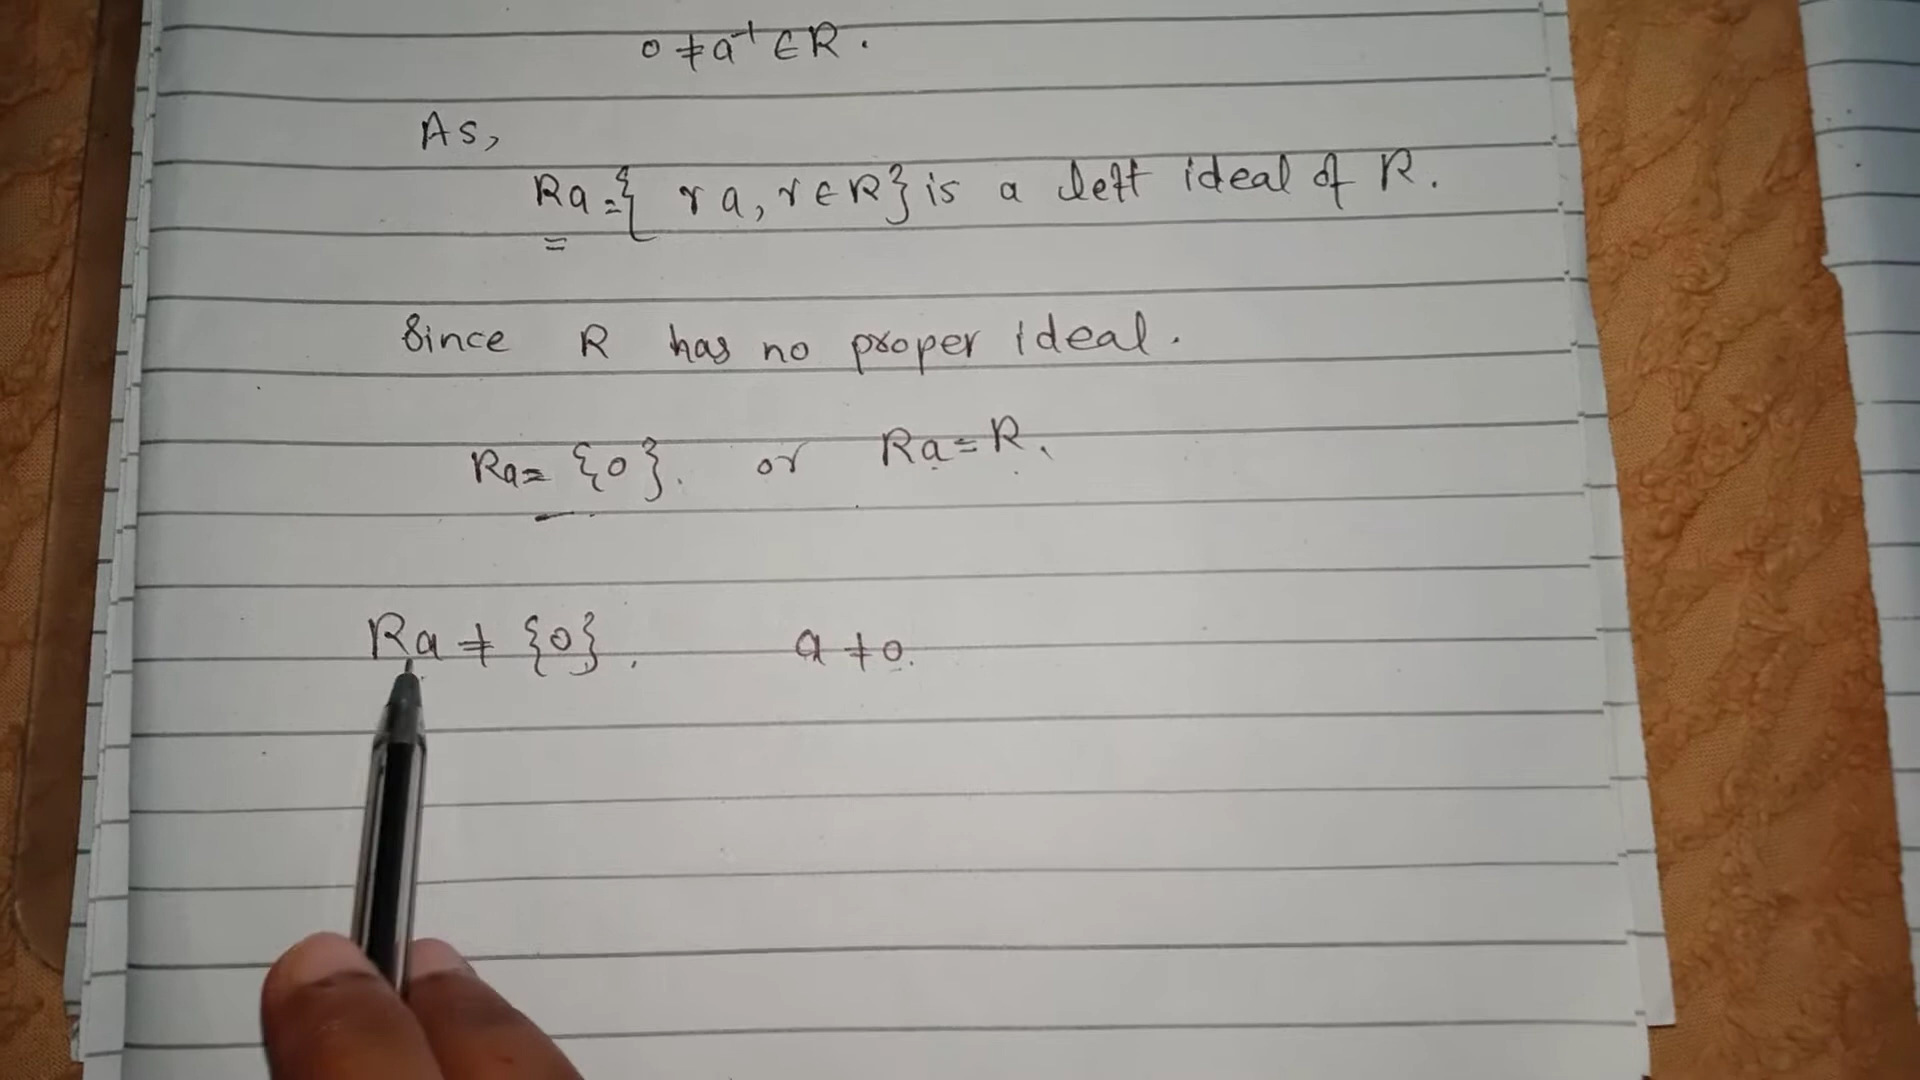 0 ≠ a⁻¹ ∈ R.
As,
Ra = { ra, r ∈ R } is a left ideal of R.
Since R has no proper ideal.
Ra = {0}. or Ra = R.
Ra ≠ {0}. a ≠ 0.